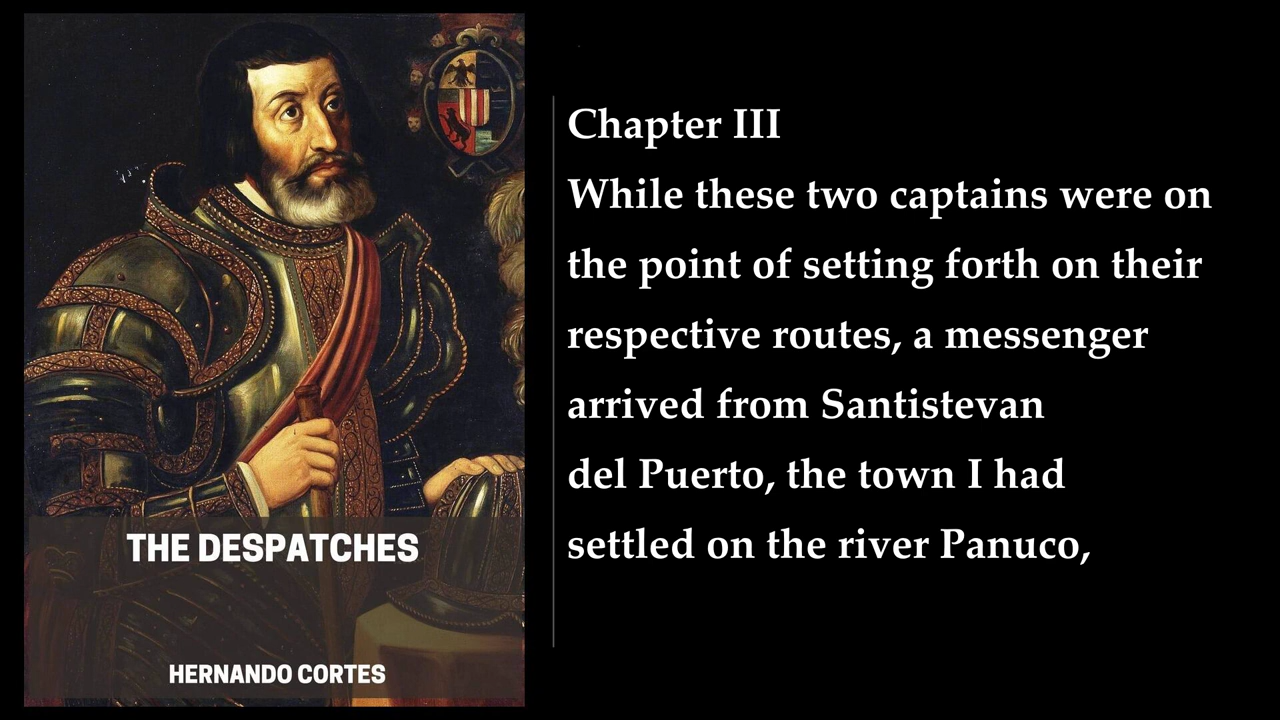 THE DESPATCHES
HERNANDO CORTES
Chapter III
While these two captains were on
the point of setting forth on their
respective routes, a messenger
arrived from Santistevan
del Puerto, the town I had
settled on the river Panuco,